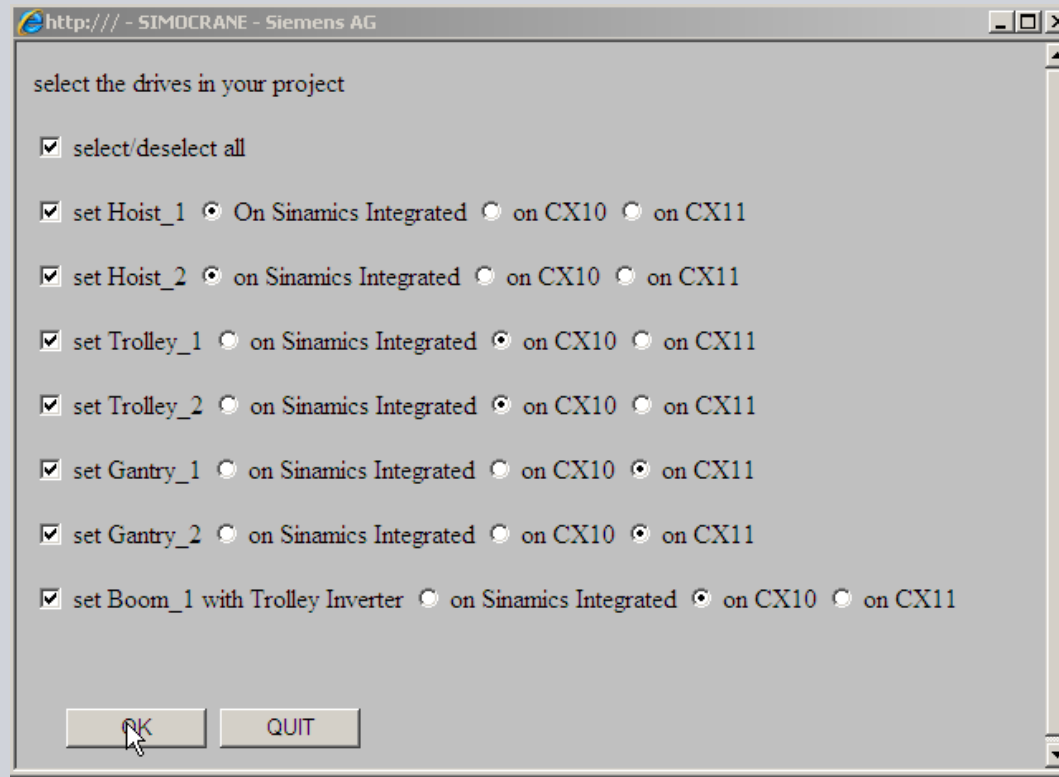 http:/// - SIMOCRANE - Siemens AG
select the drives in your project
select/deselect all
set Hoist_1 On Sinamics Integrated on CX10 on CX11
set Hoist_2 on Sinamics Integrated on CX10 on CX11
set Trolley_1 on Sinamics Integrated on CX10 on CX11
set Trolley_2 on Sinamics Integrated on CX10 on CX11
set Gantry_1 on Sinamics Integrated on CX10 on CX11
set Gantry_2 on Sinamics Integrated on CX10 on CX11
set Boom_1 with Trolley Inverter on Sinamics Integrated on CX10 on CX11
OK QUIT